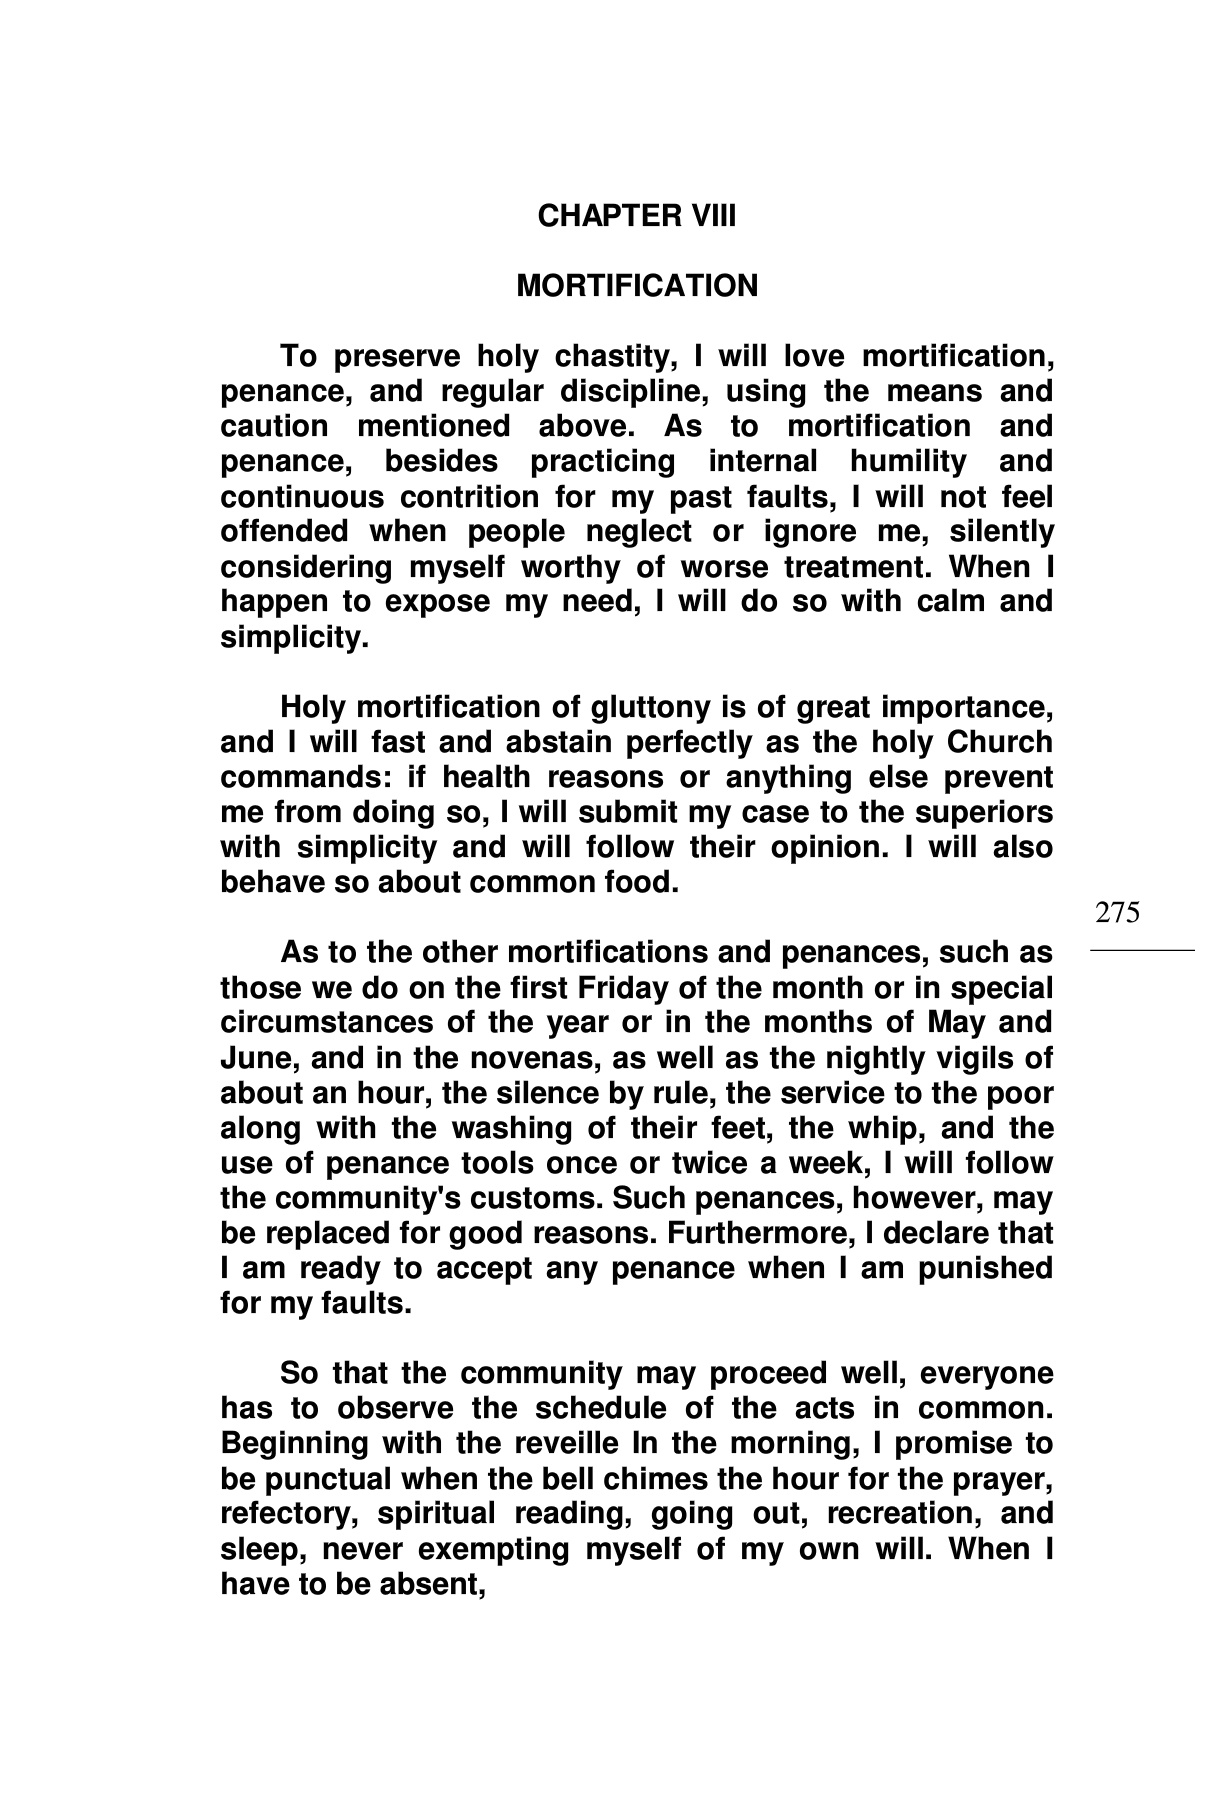 CHAPTER VIII
MORTIFICATION
To preserve holy chastity, I will love mortification,
penance, and regular discipline, using the means and
caution mentioned above. As to mortification and
penance, besides practicing internal humility and
continuous contrition for my past faults, I will not feel
offended when people neglect or ignore me, silently
considering myself worthy of worse treatment. When I
happen to expose my need, I will do so with calm and
simplicity.
Holy mortification of gluttony is of great importance,
and I will fast and abstain perfectly as the holy Church
commands: if health reasons or anything else prevent
me from doing so, I will submit my case to the superiors
with simplicity and will follow their opinion. I will also
behave so about common food.
275
As to the other mortifications and penances, such as
those we do on the first Friday of the month or in special
circumstances of the year or in the months of May and
June, and in the novenas, as well as the nightly vigils of
about an hour, the silence by rule, the service to the poor
along with the washing of their feet, the whip, and the
use of penance tools once or twice a week, I will follow
the community's customs. Such penances, however, may
be replaced for good reasons. Furthermore, I declare that
I am ready to accept any penance when I am punished
for my faults.
So that the community may proceed well, everyone
has to observe the schedule of the acts in common.
Beginning with the reveille In the morning, I promise to
be punctual when the bell chimes the hour for the prayer,
refectory, spiritual reading, going out, recreation, and
sleep, never exempting myself of my own will. When I
have to be absent,